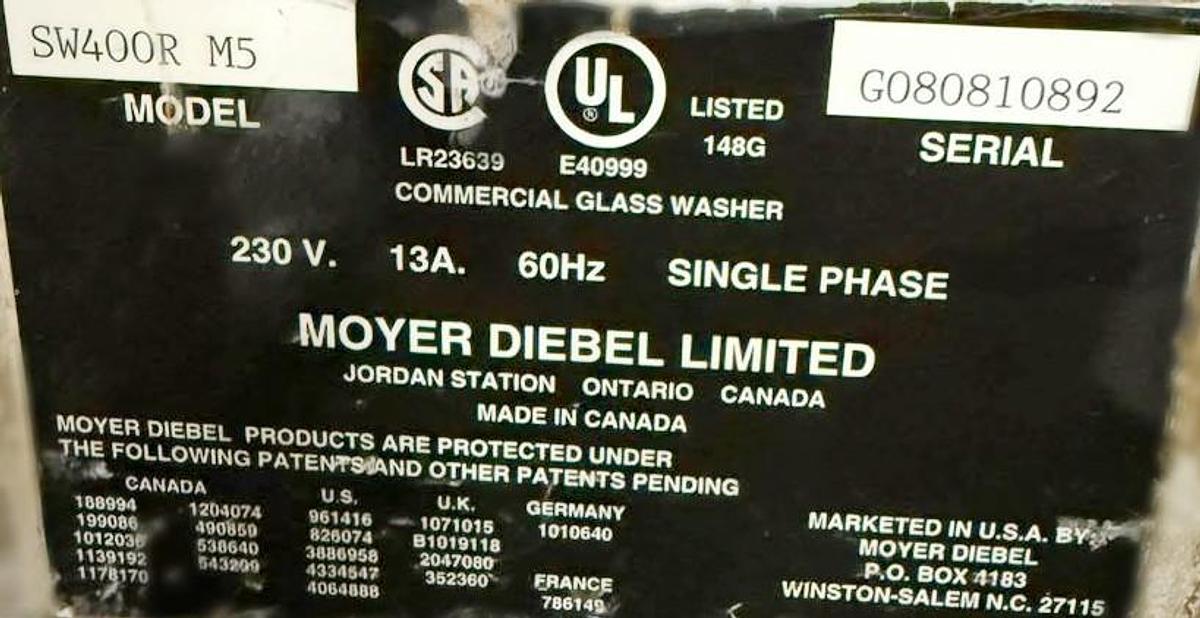 SW400R M5
MODEL
SA
UL
®
LISTED
148G
LR23639
E40999
G080810892
SERIAL
COMMERCIAL GLASS WASHER
230 V. 13A. 60Hz SINGLE PHASE
MOYER DIEBEL LIMITED
JORDAN STATION ONTARIO CANADA
MADE IN CANADA
MOYER DIEBEL PRODUCTS ARE PROTECTED UNDER
THE FOLLOWING PATENTS AND OTHER PATENTS PENDING
CANADA
188994
199086
1012036
1139192
1178170
1204074
490850
538640
543209
U.S.
961416
826074
3886958
4334547
4064888
U.K.
1071015
B1019118
2047080
352360
GERMANY
1010640
FRANCE
786149
MARKETED IN U.S.A. BY
MOYER DIEBEL
P.O. BOX 4183
WINSTON-SALEM N.C. 27115